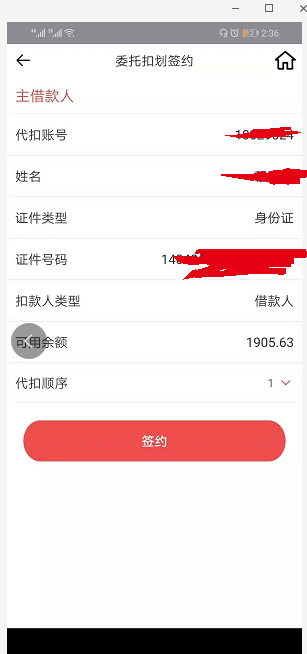 2:36
委托扣划签约
主借款人
代扣账号
姓名
证件类型 身份证
证件号码
扣款人类型 借款人
可用余额 1905.63
代扣顺序 1
签约